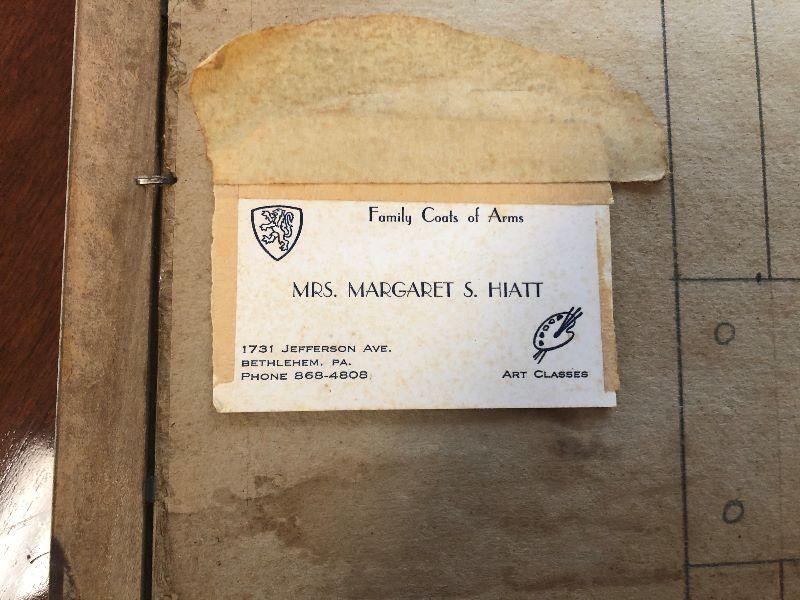 Family Coats of Arms
MRS. MARGARET S. HIATT
1731 JEFFERSON AVE.
BETHLEHEM, PA.
PHONE 868-4808
ART CLASSES